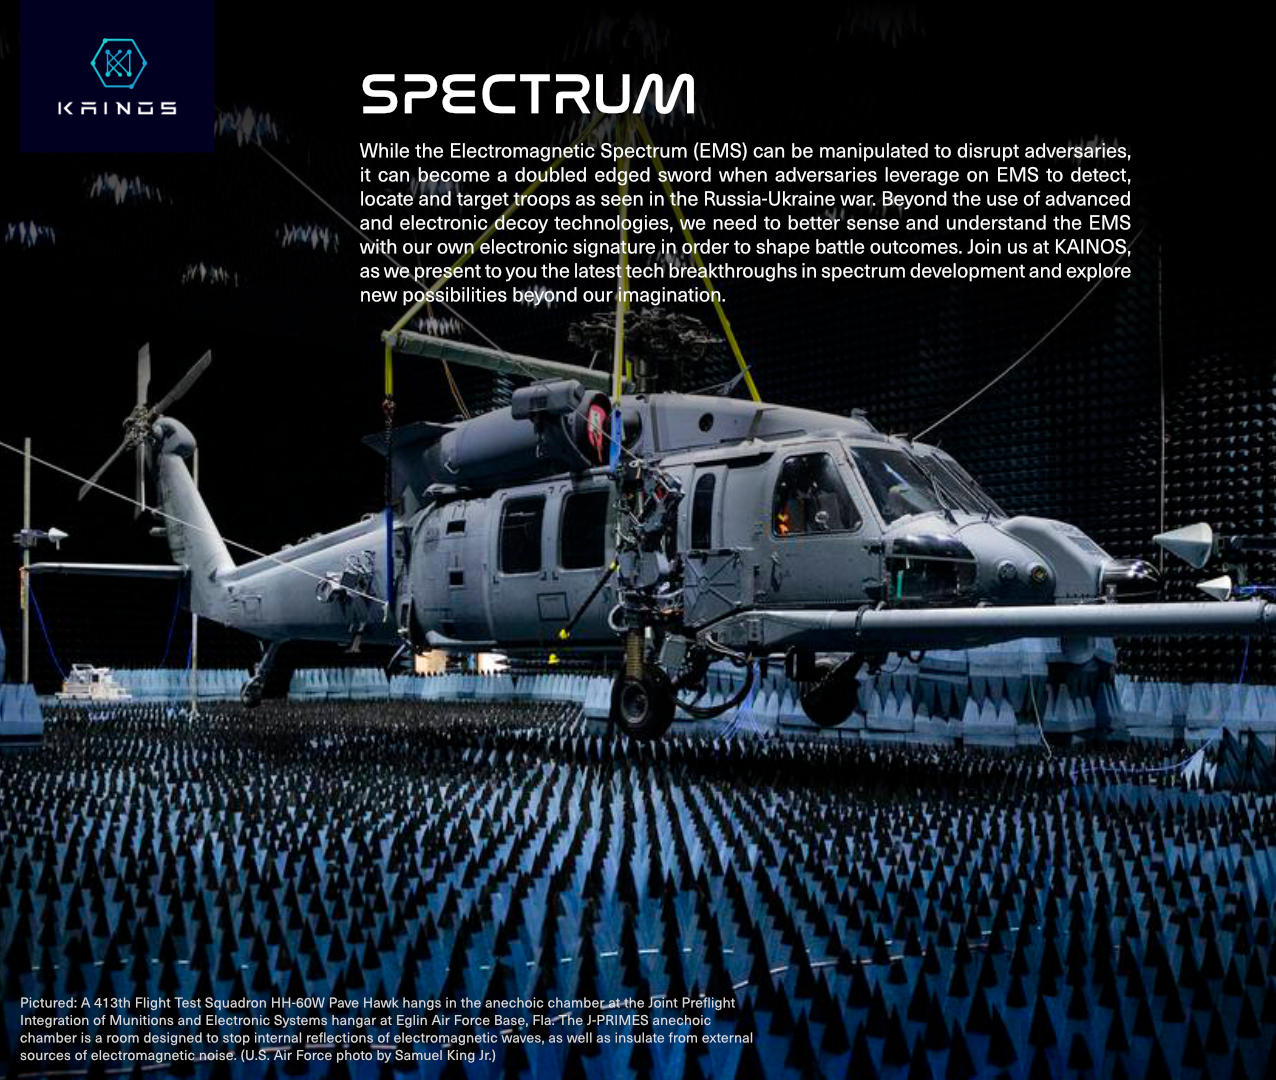 KAINOS
SPECTRUM
While the Electromagnetic Spectrum (EMS) can be manipulated to disrupt adversaries,
it can become a doubled edged sword when adversaries leverage on EMS to detect,
locate and target troops as seen in the Russia-Ukraine war. Beyond the use of advanced
and electronic decoy technologies, we need to better sense and understand the EMS
with our own electronic signature in order to shape battle outcomes. Join us at KAINOS,
as we present to you the latest tech breakthroughs in spectrum development and explore
new possibilities beyond our imagination.
Pictured: A 413th Flight Test Squadron HH-60W Pave Hawk hangs in the anechoic chamber at the Joint Preflight
Integration of Munitions and Electronic Systems hangar at Eglin Air Force Base, Fla. The J-PRIMES anechoic
chamber is a room designed to stop internal reflections of electromagnetic waves, as well as insulate from external
sources of electromagnetic noise. (U.S. Air Force photo by Samuel King Jr.)